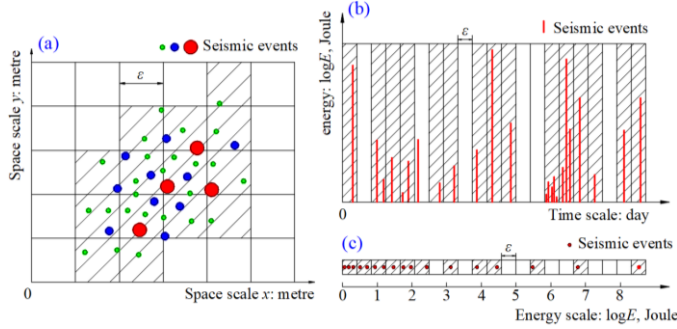 (a)
Seismic events
ε
Space scale y: metre
0
Space scale x: metre
(b)
ε
Seismic events
energy: logE, Joule
0
Time scale: day
(c)
ε
Seismic events
0 1 2 3 4 5 6 7 8
Energy scale: logE, Joule